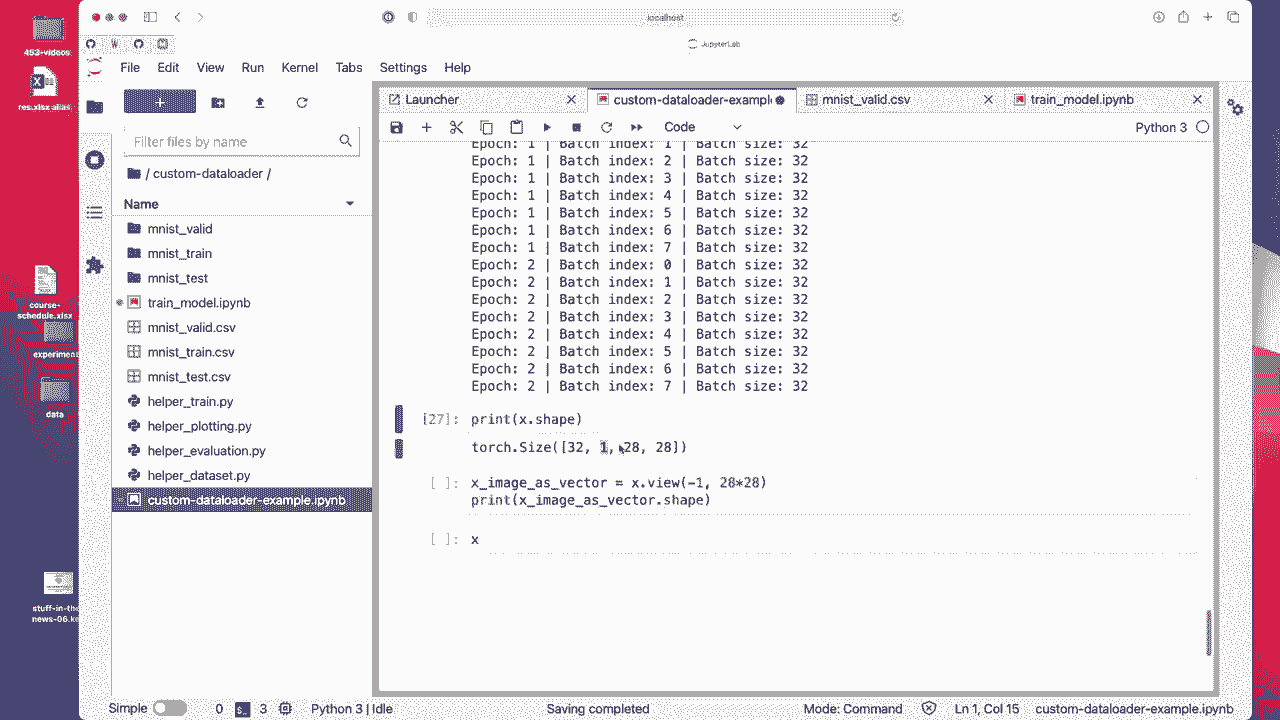 localhost
JupyterLab
453-videos
res.xlsx alias
course-
schedule.xlsx
data
stuff-in-the
File Edit View Run Kernel Tabs Settings Help
Filter files by name
/ custom-dataloader /
Name
mnist_valid
mnist_train
mnist_test
train_model.ipynb
mnist_valid.csv
mnist_train.csv
mnist_test.csv
helper_train.py
helper_plotting.py
helper_evaluation.py
helper_dataset.py
custom-dataloader-example.ipynb
Launcher
custom-dataloader-exampl
mnist_valid.csv
train_model.ipynb
Code
Python 3
Epoch: 1 | Batch index: 1 | Batch size: 32
Epoch: 1 | Batch index: 2 | Batch size: 32
Epoch: 1 | Batch index: 3 | Batch size: 32
Epoch: 1 | Batch index: 4 | Batch size: 32
Epoch: 1 | Batch index: 5 | Batch size: 32
Epoch: 1 | Batch index: 6 | Batch size: 32
Epoch: 1 | Batch index: 7 | Batch size: 32
Epoch: 2 | Batch index: 0 | Batch size: 32
Epoch: 2 | Batch index: 1 | Batch size: 32
Epoch: 2 | Batch index: 2 | Batch size: 32
Epoch: 2 | Batch index: 3 | Batch size: 32
Epoch: 2 | Batch index: 4 | Batch size: 32
Epoch: 2 | Batch index: 5 | Batch size: 32
Epoch: 2 | Batch index: 6 | Batch size: 32
Epoch: 2 | Batch index: 7 | Batch size: 32
[27]: print(x.shape)
torch.Size([32, 1, 28, 28])
[ ]: x_image_as_vector = x.view(-1, 28*28)
print(x_image_as_vector.shape)
[ ]: x
Simple 0 3 Python 3 | Idle Saving completed Mode: Command Ln 1, Col 15 custom-dataloader-example.ipynb